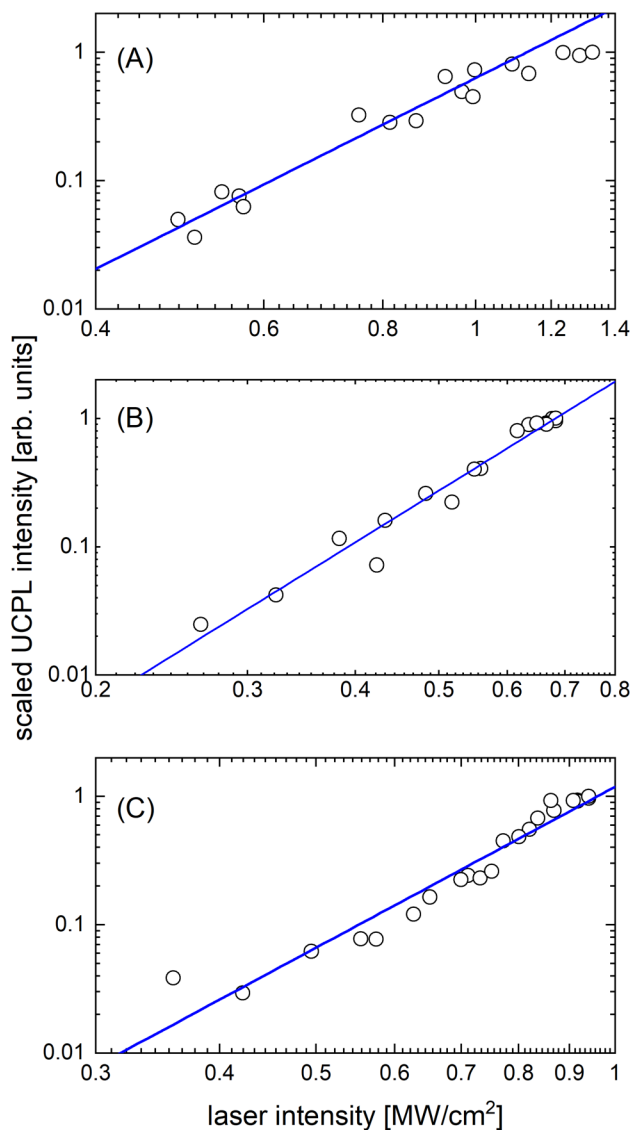 (A)
1
0.1
0.01
0.4 0.6 0.8 1 1.2 1.4
scaled UCPL intensity [arb. units]
(B)
1
0.1
0.01
0.2 0.3 0.4 0.5 0.6 0.7 0.8
(C)
1
0.1
0.01
0.3 0.4 0.5 0.6 0.7 0.8 0.9 1
laser intensity [MW/cm²]